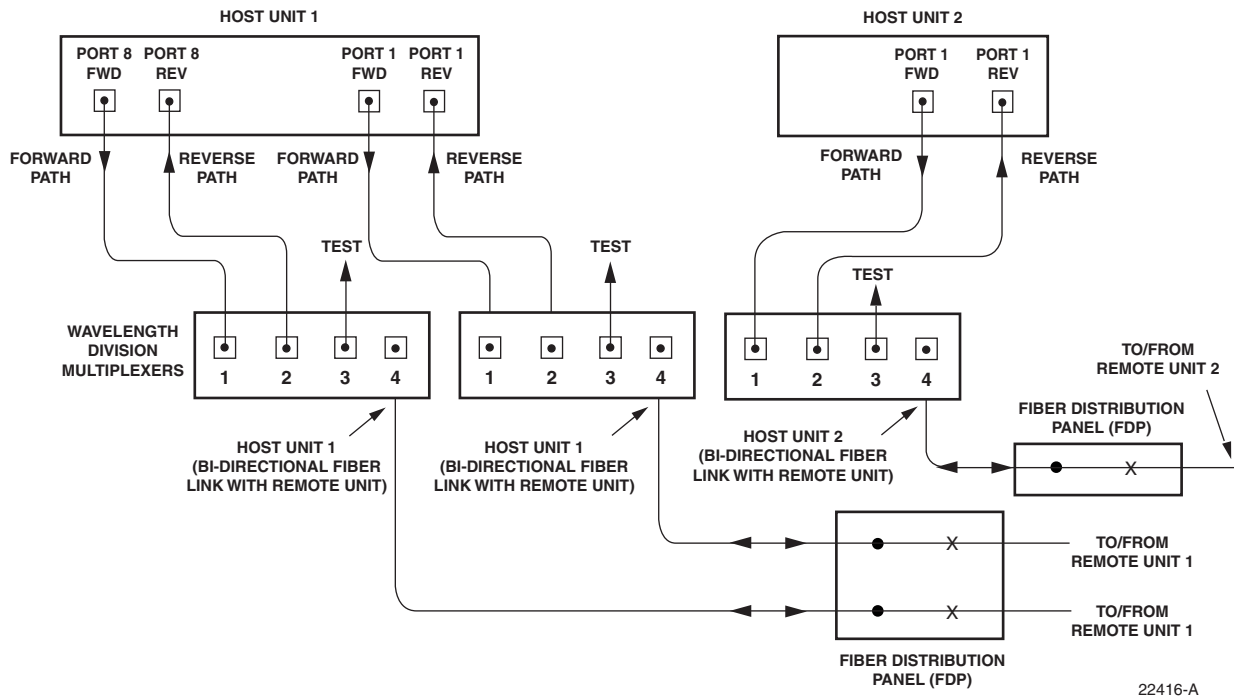 HOST UNIT 1
HOST UNIT 2
PORT 8
FWD
PORT 8
REV
PORT 1
FWD
PORT 1
REV
PORT 1
FWD
PORT 1
REV
FORWARD
PATH
REVERSE
PATH
FORWARD
PATH
REVERSE
PATH
FORWARD
PATH
REVERSE
PATH
TEST
TEST
TEST
WAVELENGTH
DIVISION
MULTIPLEXERS
1 2 3 4
1 2 3 4
1 2 3 4
TO/FROM
REMOTE UNIT 2
HOST UNIT 1
(BI-DIRECTIONAL FIBER
LINK WITH REMOTE UNIT)
HOST UNIT 1
(BI-DIRECTIONAL FIBER
LINK WITH REMOTE UNIT)
HOST UNIT 2
(BI-DIRECTIONAL FIBER
LINK WITH REMOTE UNIT)
FIBER DISTRIBUTION
PANEL (FDP)
X
X
TO/FROM
REMOTE UNIT 1
X
TO/FROM
REMOTE UNIT 1
FIBER DISTRIBUTION
PANEL (FDP)
22416-A